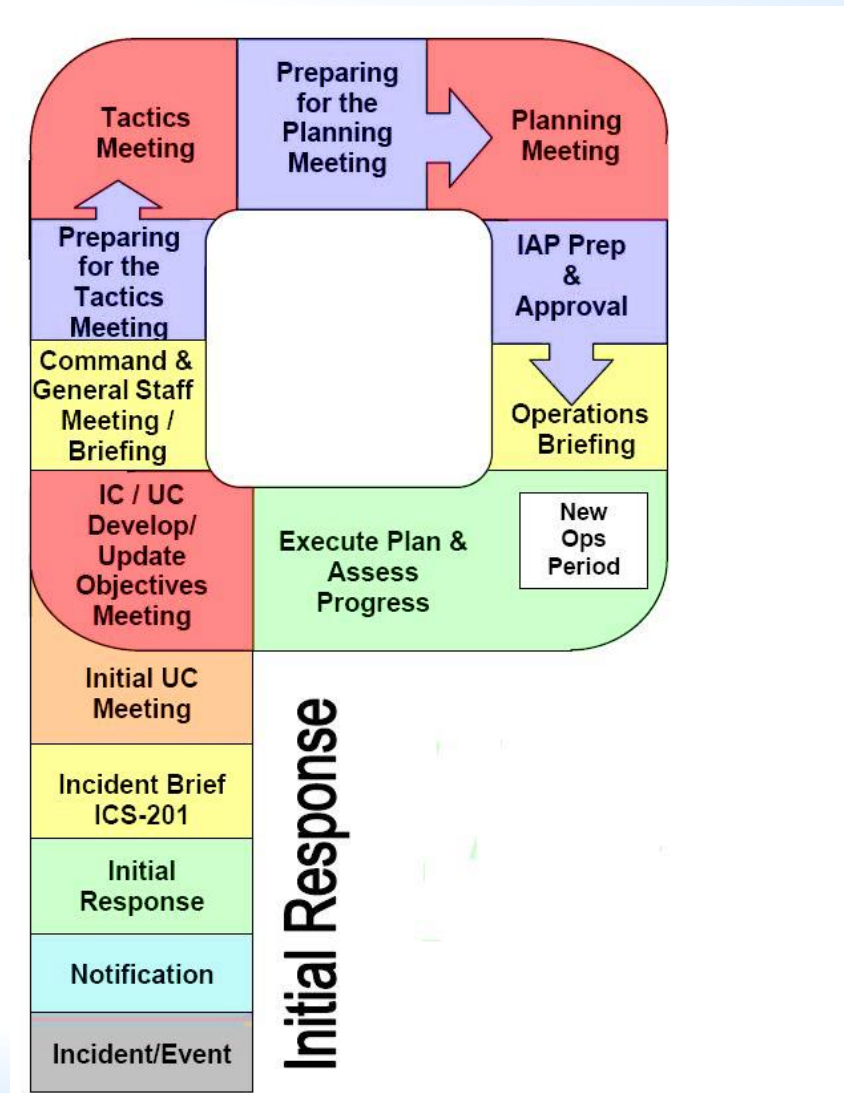 Preparing
for the
Planning
Meeting
Tactics
Meeting
Planning
Meeting
Preparing
for the
Tactics
Meeting
IAP Prep
&
Approval
Command &
General Staff
Meeting /
Briefing
Operations
Briefing
IC / UC
Develop/
Update
Objectives
Meeting
Execute Plan &
Assess
Progress
New
Ops
Period
Initial UC
Meeting
Incident Brief
ICS-201
Initial
Response
Notification
Incident/Event
Initial Response